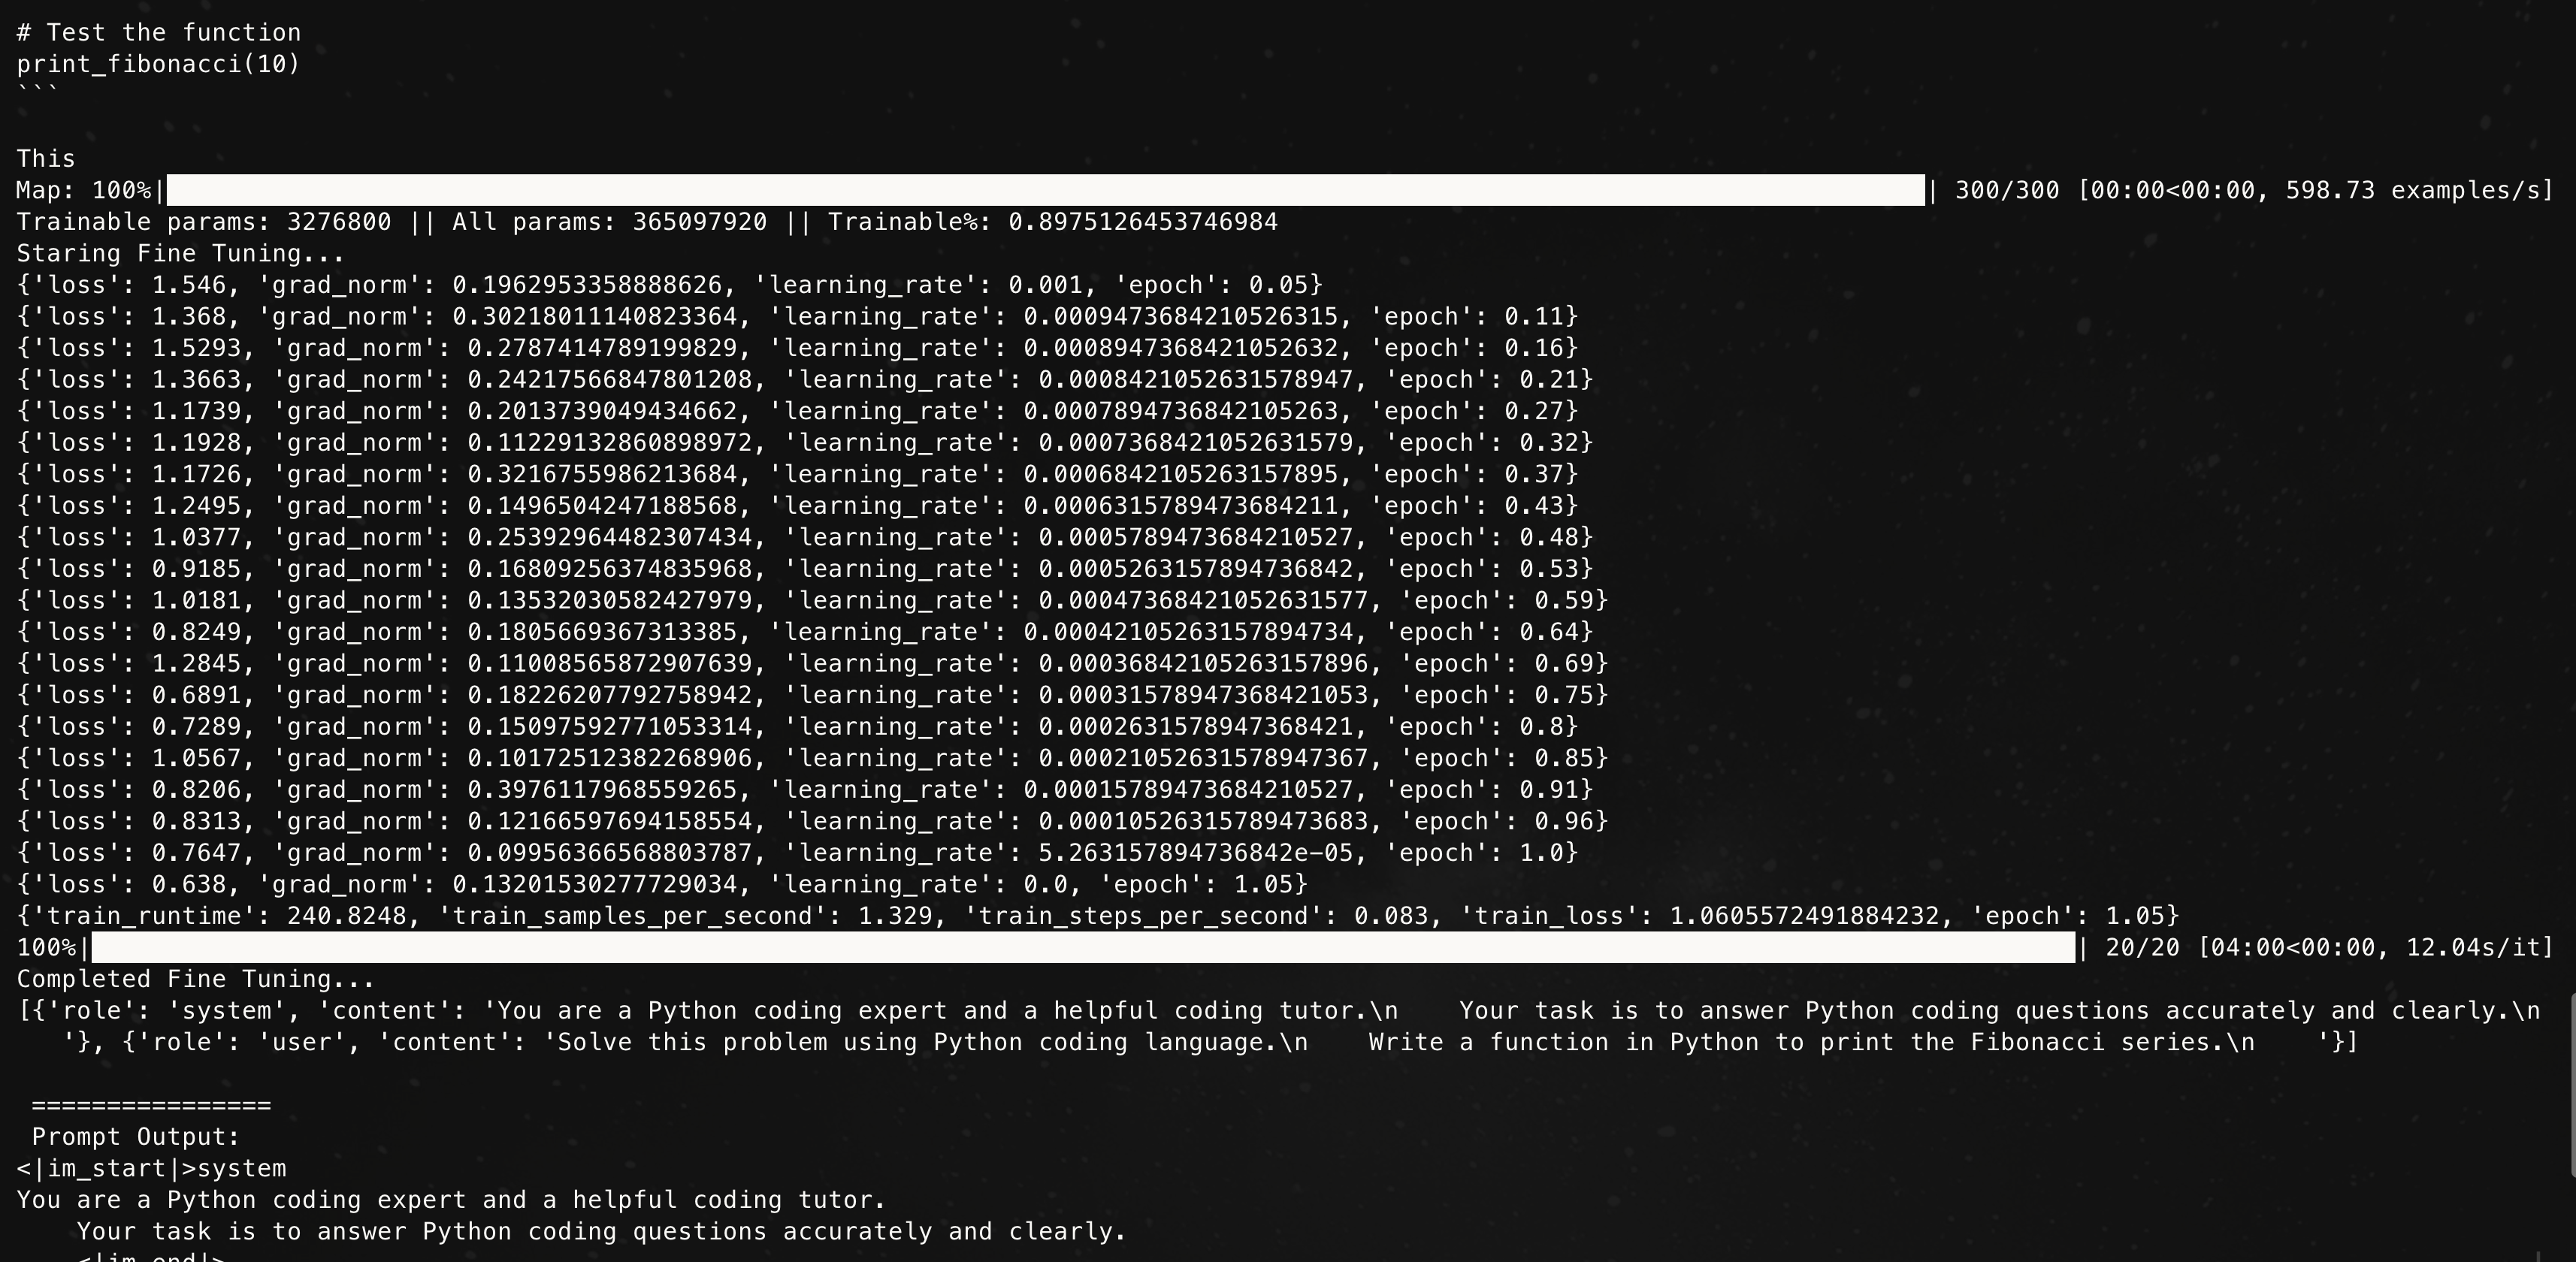 # Test the function
print_fibonacci(10)
```
This
Map: 100%| | 300/300 [00:00<00:00, 598.73 examples/s]
Trainable params: 3276800 || All params: 365097920 || Trainable%: 0.8975126453746984
Staring Fine Tuning...
{'loss': 1.546, 'grad_norm': 0.1962953358888626, 'learning_rate': 0.001, 'epoch': 0.05}
{'loss': 1.368, 'grad_norm': 0.30218011140823364, 'learning_rate': 0.0009473684210526315, 'epoch': 0.11}
{'loss': 1.5293, 'grad_norm': 0.2787414789199829, 'learning_rate': 0.0008947368421052632, 'epoch': 0.16}
{'loss': 1.3663, 'grad_norm': 0.24217566847801208, 'learning_rate': 0.0008421052631578947, 'epoch': 0.21}
{'loss': 1.1739, 'grad_norm': 0.2013739049434662, 'learning_rate': 0.0007894736842105263, 'epoch': 0.27}
{'loss': 1.1928, 'grad_norm': 0.11229132860898972, 'learning_rate': 0.0007368421052631579, 'epoch': 0.32}
{'loss': 1.1726, 'grad_norm': 0.3216755986213684, 'learning_rate': 0.0006842105263157895, 'epoch': 0.37}
{'loss': 1.2495, 'grad_norm': 0.1496504247188568, 'learning_rate': 0.0006315789473684211, 'epoch': 0.43}
{'loss': 1.0377, 'grad_norm': 0.25392964482307434, 'learning_rate': 0.0005789473684210527, 'epoch': 0.48}
{'loss': 0.9185, 'grad_norm': 0.16809256374835968, 'learning_rate': 0.0005263157894736842, 'epoch': 0.53}
{'loss': 1.0181, 'grad_norm': 0.13532030582427979, 'learning_rate': 0.00047368421052631577, 'epoch': 0.59}
{'loss': 0.8249, 'grad_norm': 0.1805669367313385, 'learning_rate': 0.00042105263157894734, 'epoch': 0.64}
{'loss': 1.2845, 'grad_norm': 0.11008565872907639, 'learning_rate': 0.00036842105263157896, 'epoch': 0.69}
{'loss': 0.6891, 'grad_norm': 0.18226207792758942, 'learning_rate': 0.00031578947368421053, 'epoch': 0.75}
{'loss': 0.7289, 'grad_norm': 0.15097592771053314, 'learning_rate': 0.0002631578947368421, 'epoch': 0.8}
{'loss': 1.0567, 'grad_norm': 0.10172512382268906, 'learning_rate': 0.00021052631578947367, 'epoch': 0.85}
{'loss': 0.8206, 'grad_norm': 0.3976117968559265, 'learning_rate': 0.00015789473684210527, 'epoch': 0.91}
{'loss': 0.8313, 'grad_norm': 0.12166597694158554, 'learning_rate': 0.00010526315789473683, 'epoch': 0.96}
{'loss': 0.7647, 'grad_norm': 0.09956366568803787, 'learning_rate': 5.263157894736842e-05, 'epoch': 1.0}
{'loss': 0.638, 'grad_norm': 0.13201530277729034, 'learning_rate': 0.0, 'epoch': 1.05}
{'train_runtime': 240.8248, 'train_samples_per_second': 1.329, 'train_steps_per_second': 0.083, 'train_loss': 1.0605572491884232, 'epoch': 1.05}
100%| | 20/20 [04:00<00:00, 12.04s/it]
Completed Fine Tuning...
[{'role': 'system', 'content': 'You are a Python coding expert and a helpful coding tutor.\n    Your task is to answer Python coding questions accurately and clearly.\n
   '}, {'role': 'user', 'content': 'Solve this problem using Python coding language.\n    Write a function in Python to print the Fibonacci series.\n    '}]
================
Prompt Output:
<|im_start|>system
You are a Python coding expert and a helpful coding tutor.
    Your task is to answer Python coding questions accurately and clearly.
    <|im_end|>